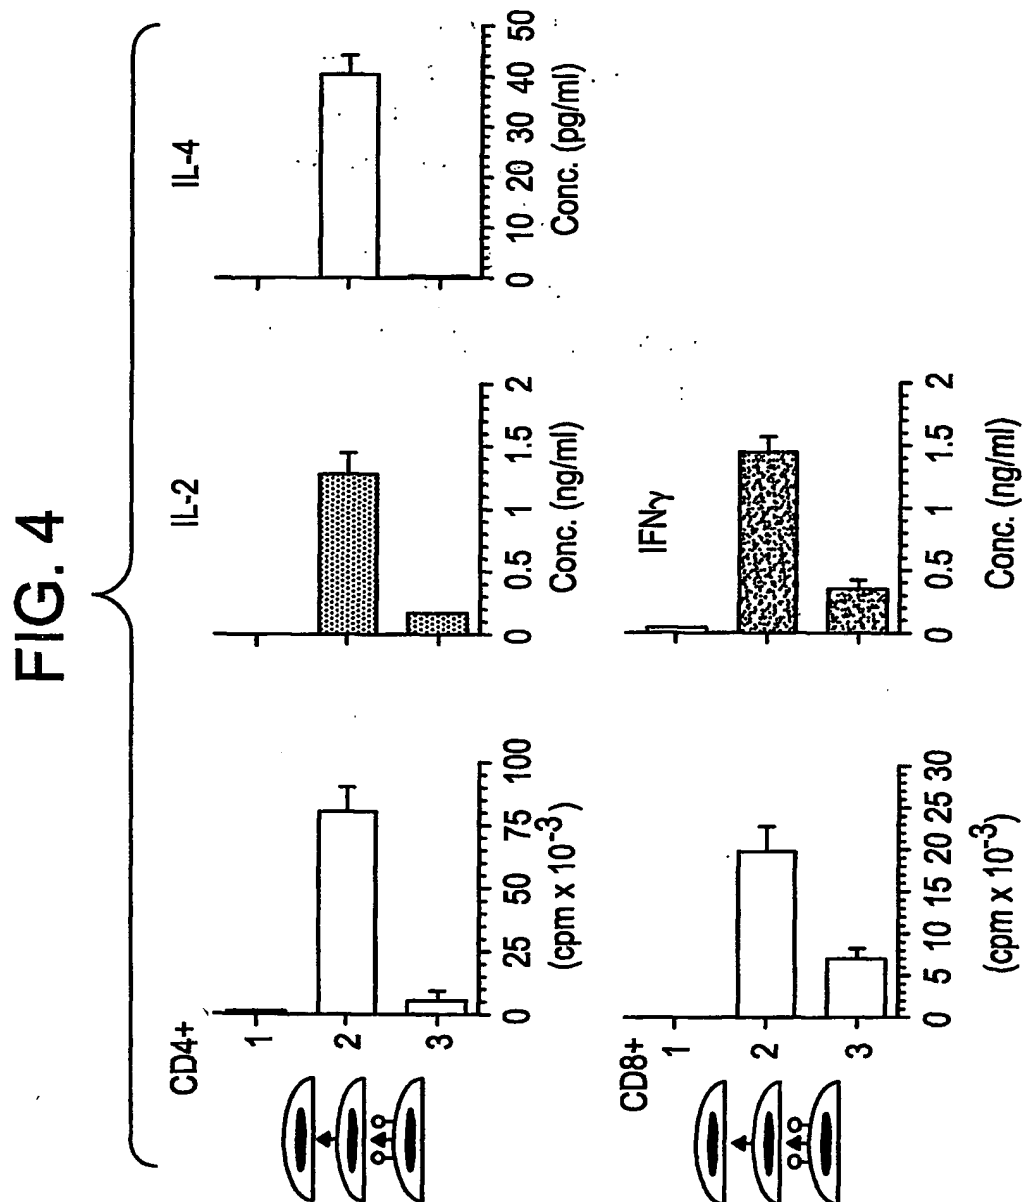 FIG. 4
CD4+
1
2
3
0 25 50 75 100
(cpm x 10-3)
IL-2
0 0.5 1 1.5 2
Conc. (ng/ml)
IL-4
0 10 20 30 40 50
Conc. (pg/ml)
CD8+
1
2
3
0 5 10 15 20 25 30
(cpm x 10-3)
IFNγ
0 0.5 1 1.5 2
Conc. (ng/ml)